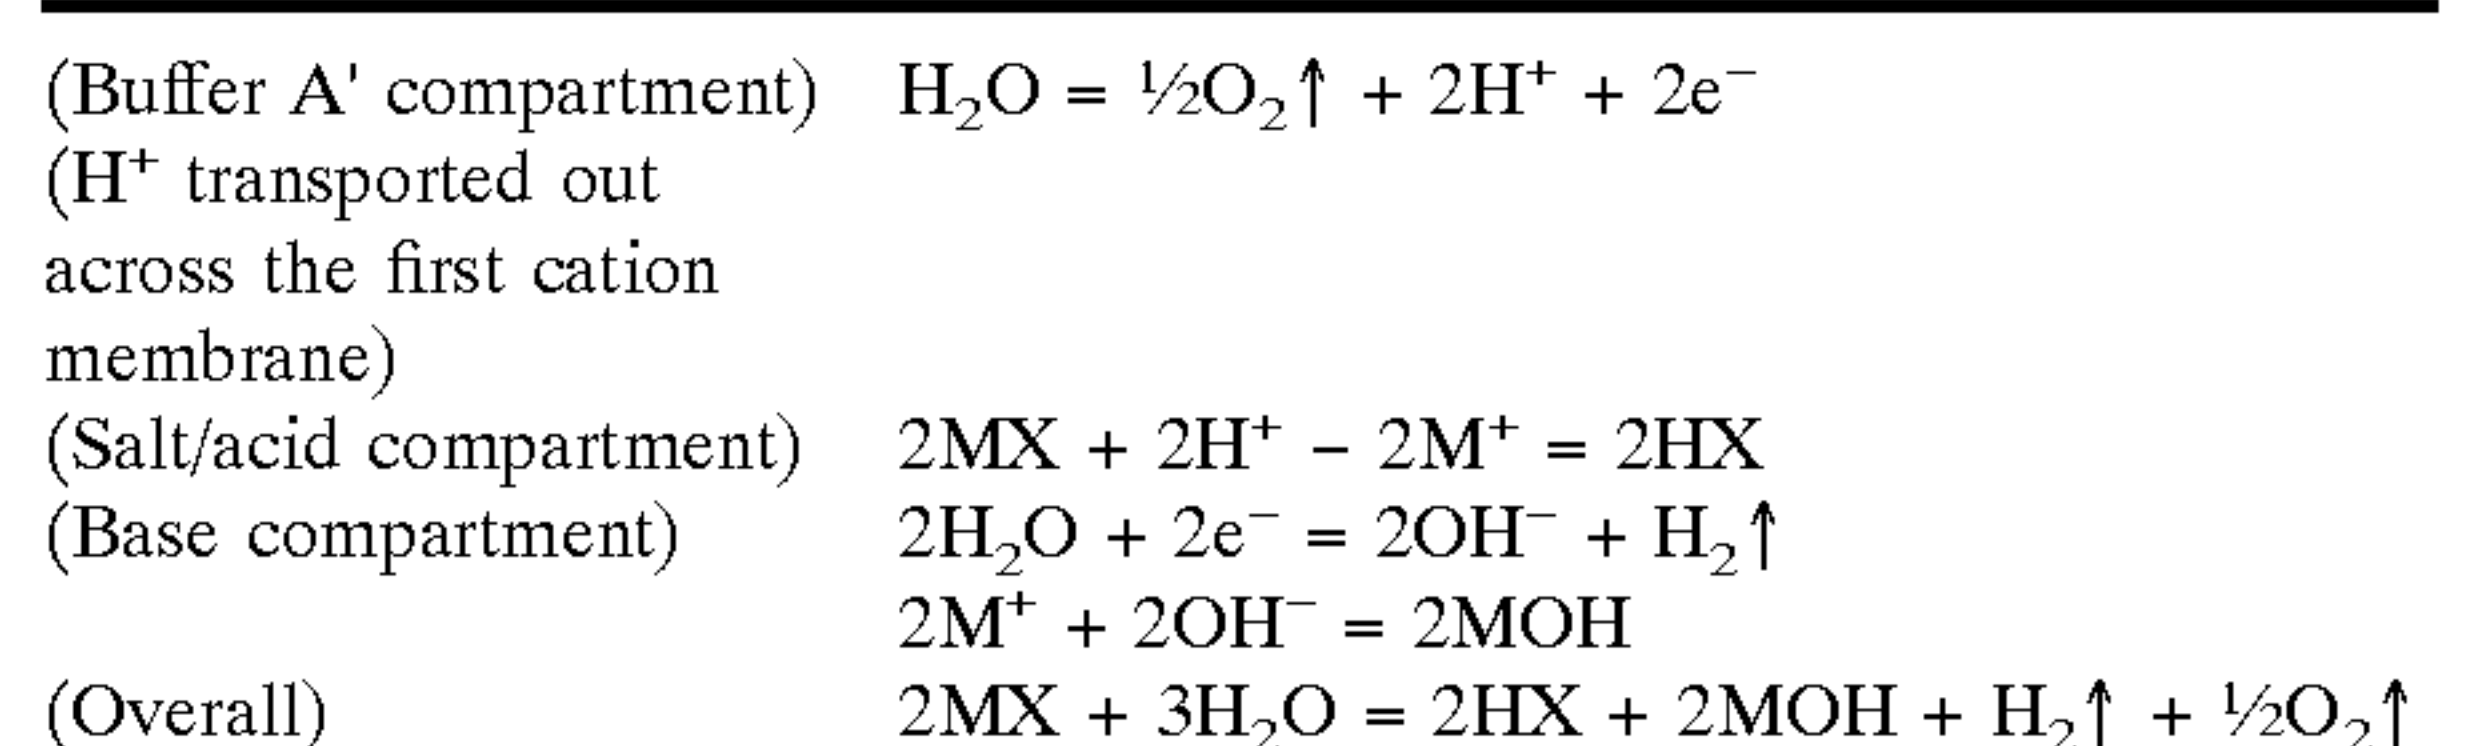 (Buffer A' compartment) H₂O = ½O₂↑ + 2H⁺ + 2e⁻
(H⁺ transported out
across the first cation
membrane)
(Salt/acid compartment) 2MX + 2H⁺ − 2M⁺ = 2HX
(Base compartment) 2H₂O + 2e⁻ = 2OH⁻ + H₂↑
2M⁺ + 2OH⁻ = 2MOH
(Overall) 2MX + 3H₂O = 2HX + 2MOH + H₂↑ + ½O₂↑